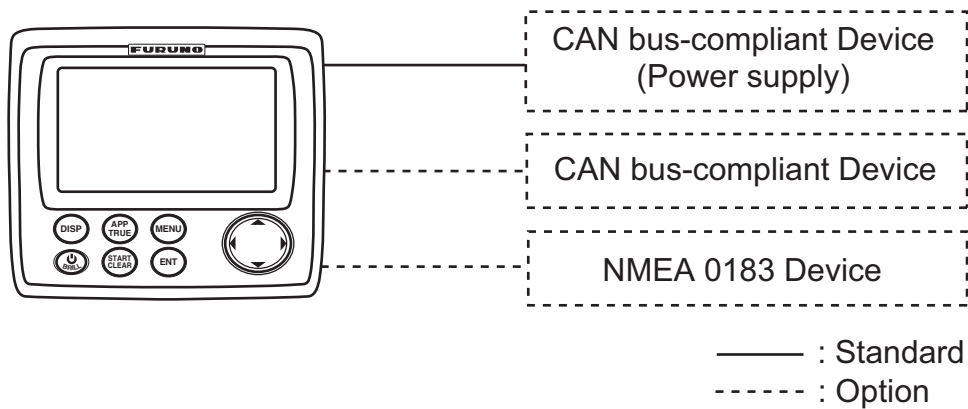 FURUNO
CAN bus-compliant Device
(Power supply)
CAN bus-compliant Device
DISP
APP
TRUE
MENU
BRILL
START
CLEAR
ENT
NMEA 0183 Device
: Standard
: Option